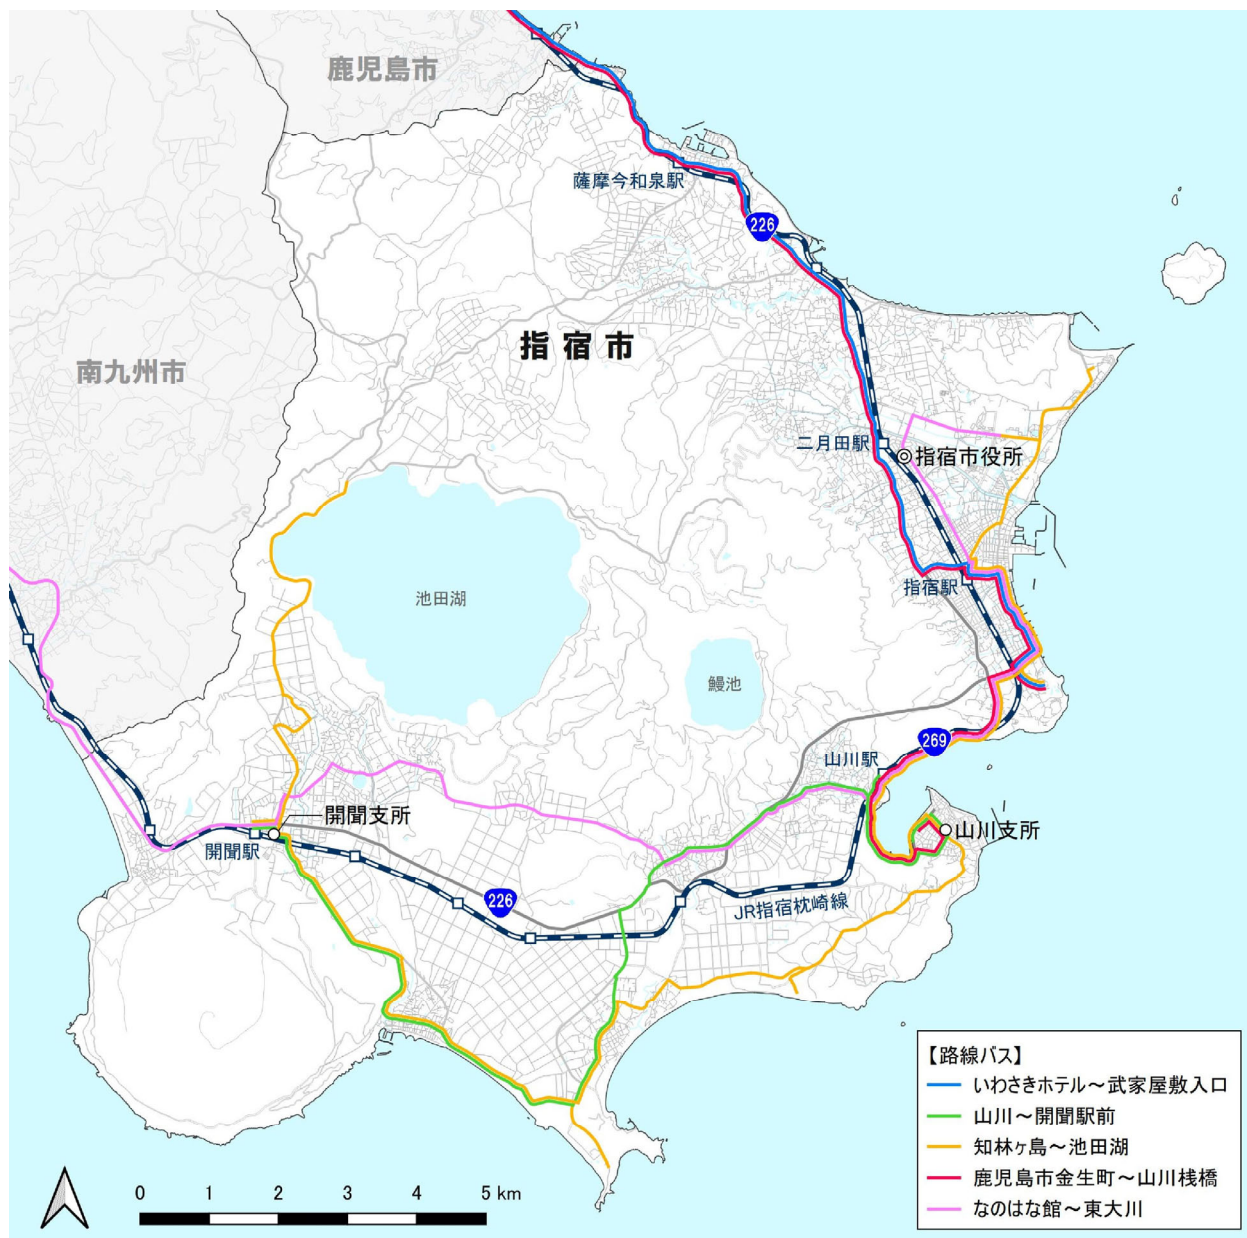 鹿児島市
薩摩今和泉駅
226
指宿市
南九州市
二月田駅
指宿市役所
指宿駅
池田湖
鰻池
269
山川駅
開聞支所
山川支所
開聞駅
226
JR指宿枕崎線
【路線バス】
いわさきホテル～武家屋敷入口
山川～開聞駅前
知林ヶ島～池田湖
鹿児島市金生町～山川桟橋
なのはな館～東大川
0 1 2 3 4 5 km